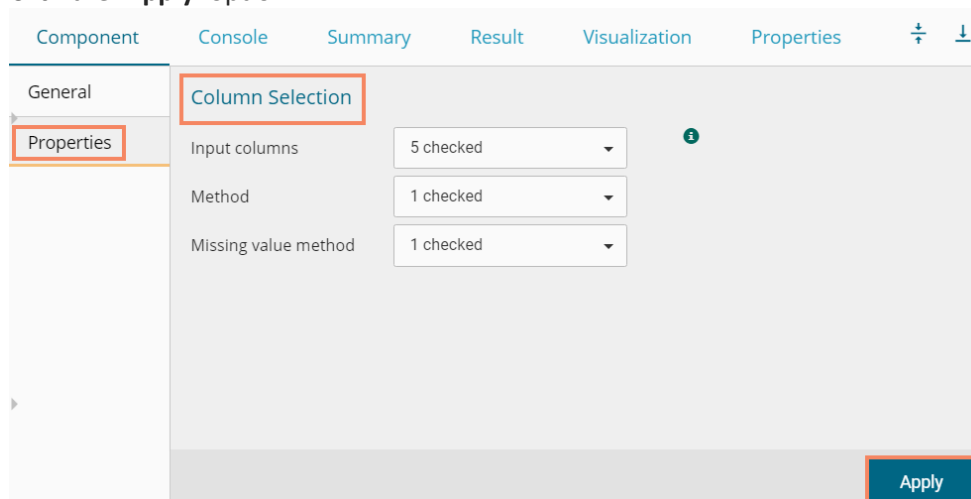 Component Console Summary Result Visualization Properties
General
Properties
Column Selection
Input columns 5 checked
Method 1 checked
Missing value method 1 checked
Apply